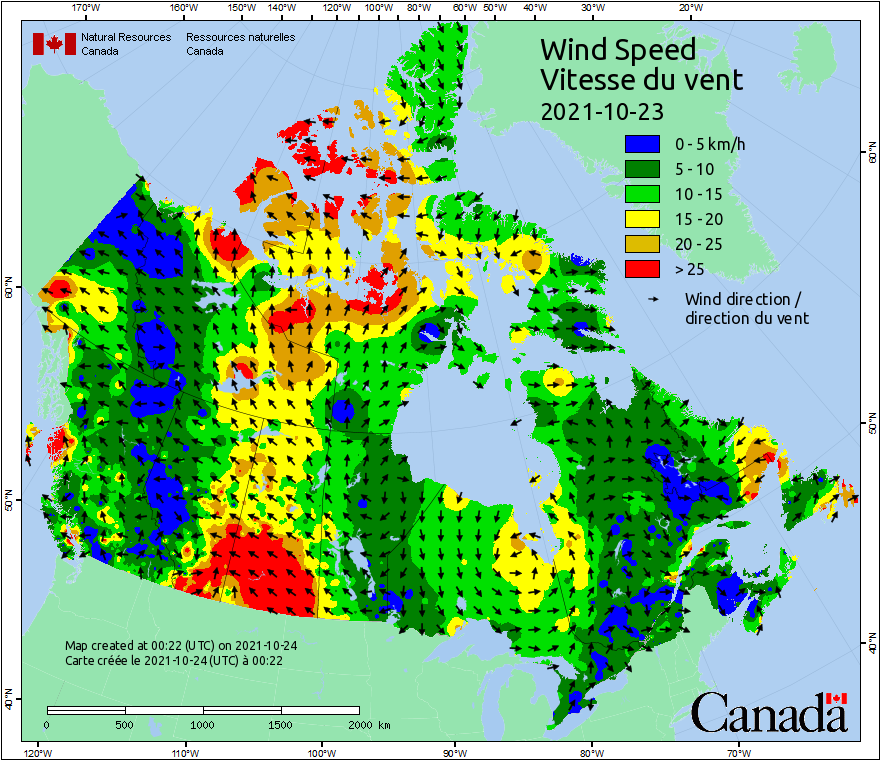 170°W 160°W 150°W 140°W 120°W 100°W 80°W 60°W 50°W 40°W 30°W 20°W
Natural Resources Ressources naturelles
Canada Canada
Wind Speed
Vitesse du vent
2021-10-23
0 - 5 km/h
5 - 10
10 - 15
15 - 20
20 - 25
> 25
Wind direction /
direction du vent
60°N
60°N
50°N
50°N
40°N
40°N
Map created at 00:22 (UTC) on 2021-10-24
Carte créée le 2021-10-24 (UTC) à 00:22
0 500 1000 1500 2000 km
Canada
120°W 110°W 100°W 90°W 80°W 70°W